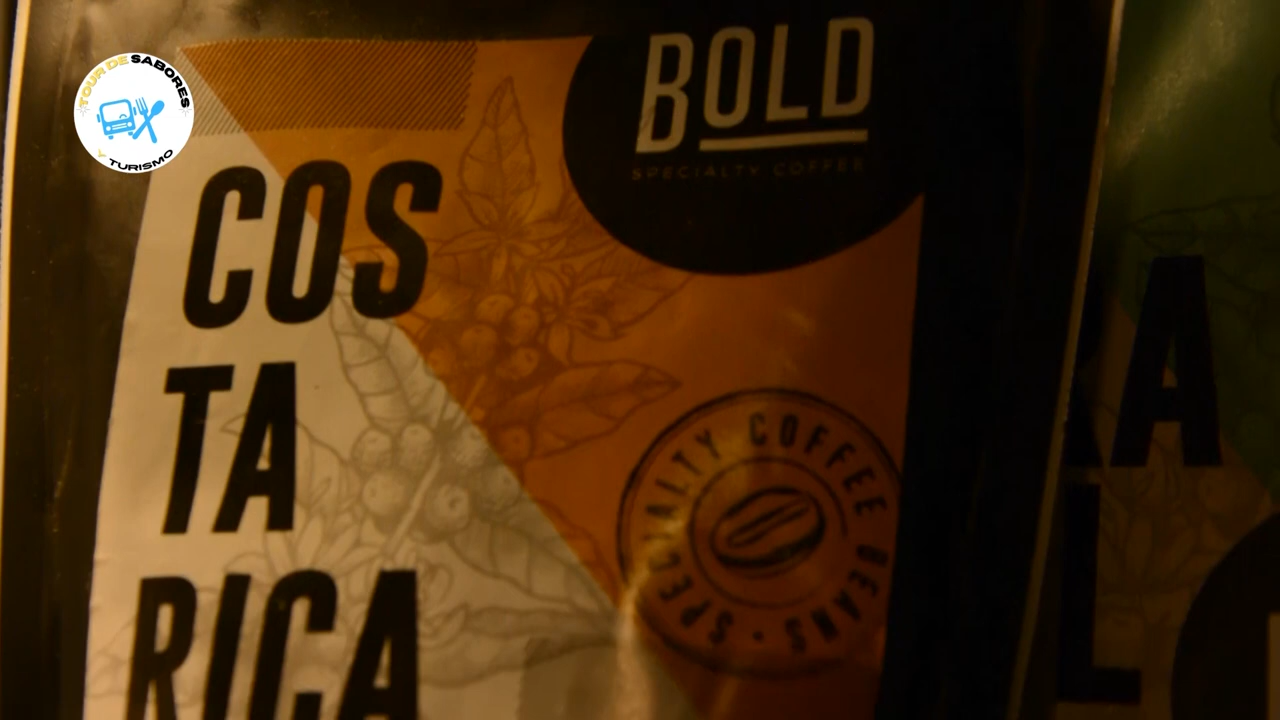 TOUR DE SABORES
Y TURISMO
BOLD
SPECIALTY COFFEE
COS
TA
RICA
SPECIALTY COFFEE BEANS •
A
L